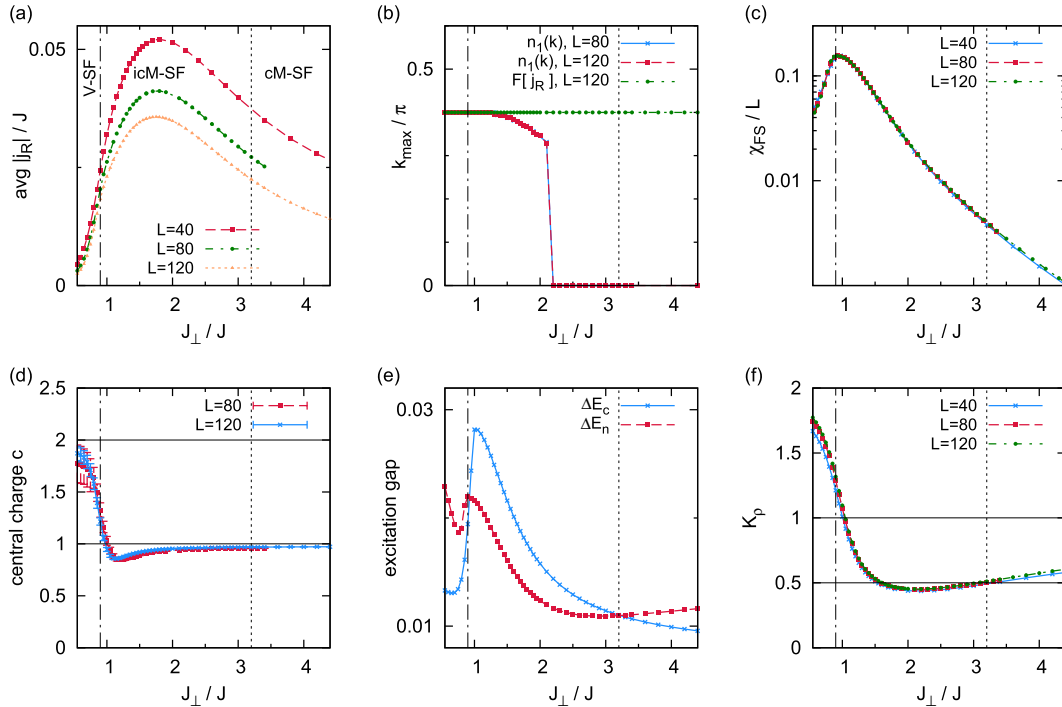 (a)
avg |j_R| / J
0.05
0
V-SF
icM-SF
cM-SF
L=40
L=80
L=120
1
2
3
4
J_⊥ / J
(b)
k_max / π
0.5
0
n_1(k), L=80
n_1(k), L=120
F[ j_R ], L=120
1
2
3
4
J_⊥ / J
(c)
χ_FS / L
0.1
0.01
L=40
L=80
L=120
1
2
3
4
J_⊥ / J
(d)
central charge c
2.5
2
1.5
1
0.5
0
L=80
L=120
1
2
3
4
J_⊥ / J
(e)
excitation gap
0.03
0.01
ΔE_c
ΔE_n
1
2
3
4
J_⊥ / J
(f)
K_ρ
2
1.5
1
0.5
0
L=40
L=80
L=120
1
2
3
4
J_⊥ / J